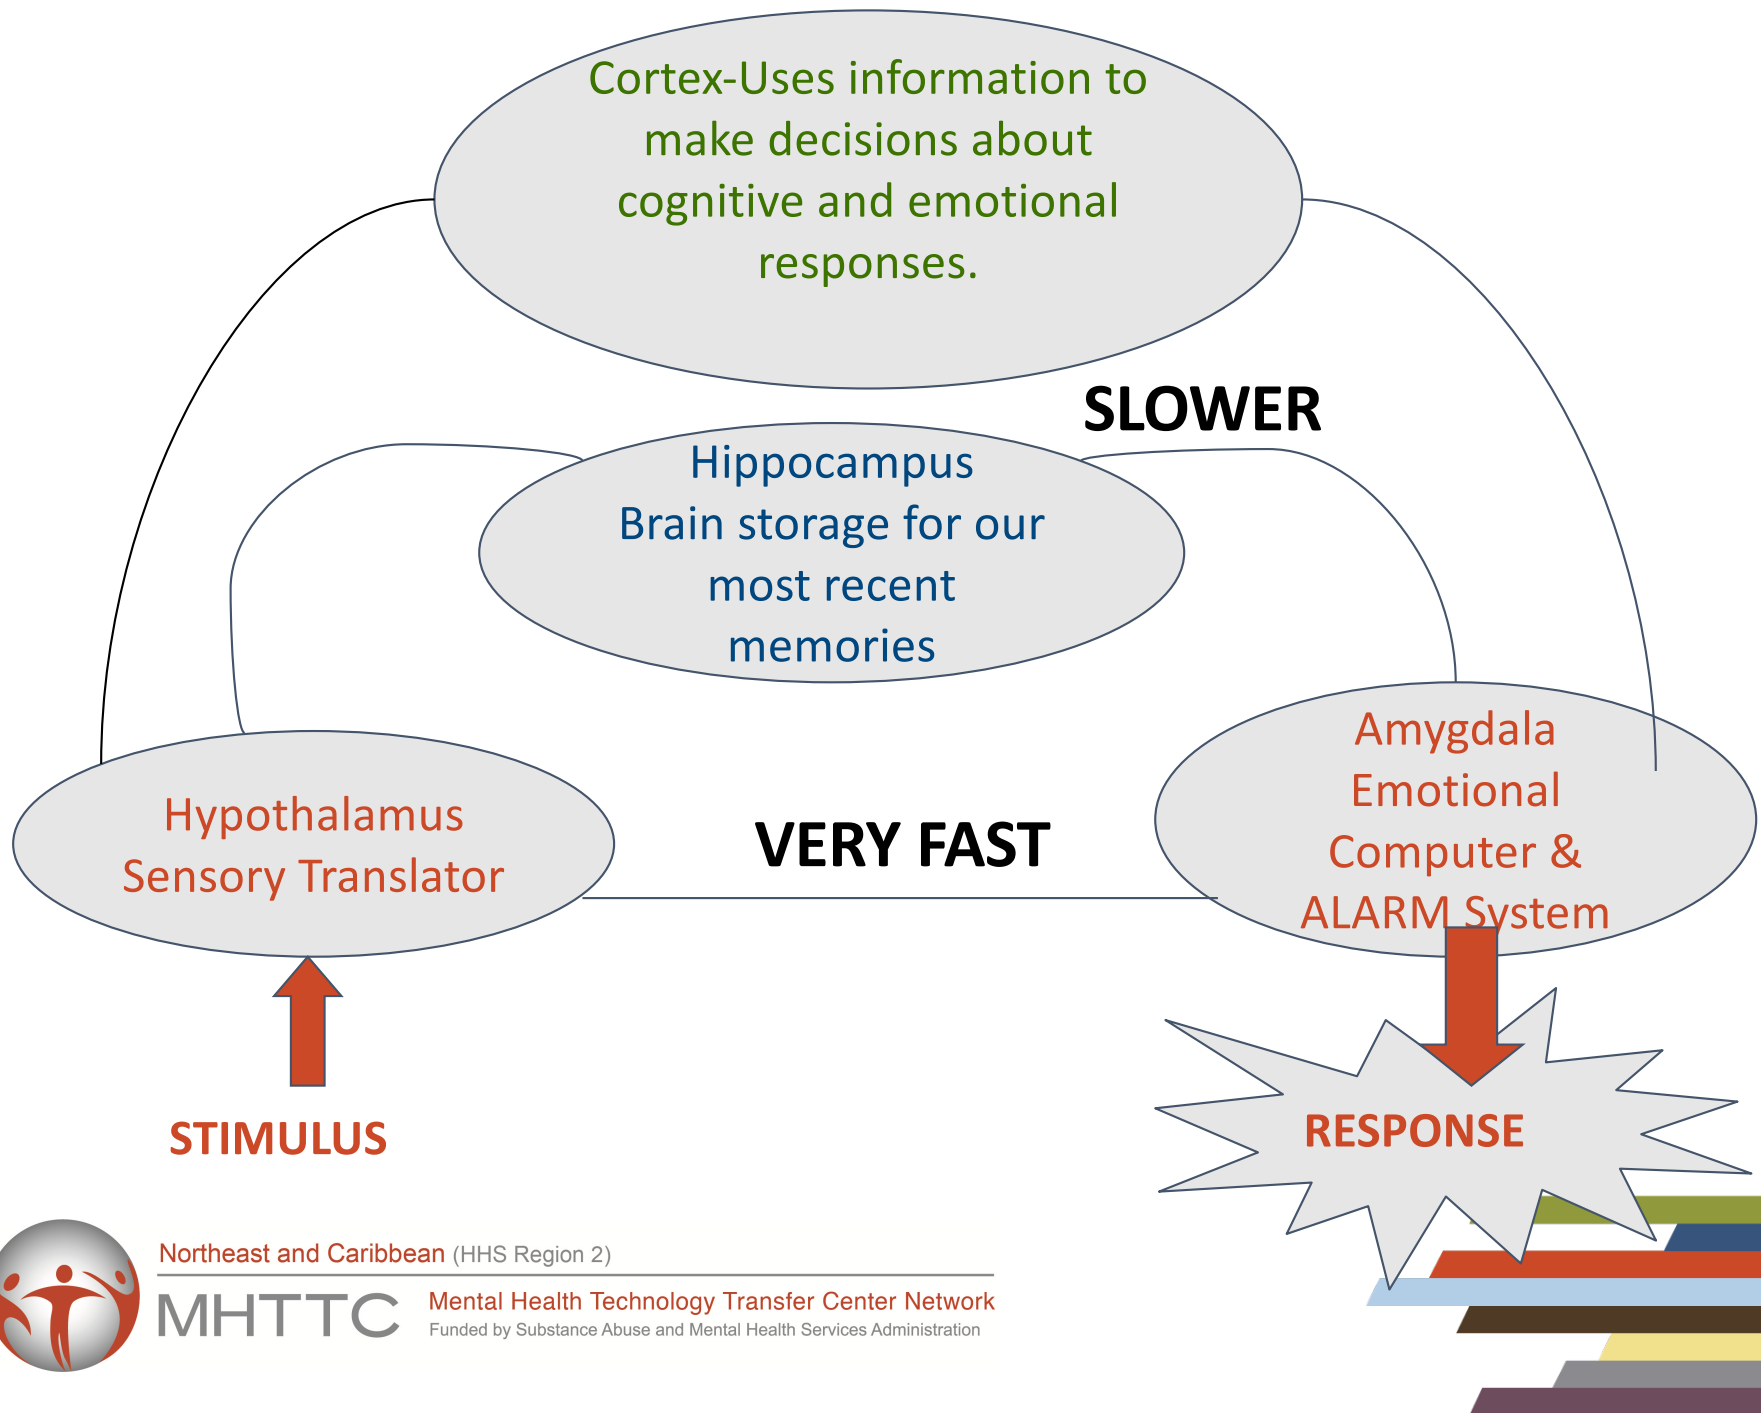 Cortex-Uses information to
make decisions about
cognitive and emotional
responses.
SLOWER
Hippocampus
Brain storage for our
most recent
memories
Hypothalamus
Sensory Translator
VERY FAST
Amygdala
Emotional
Computer &
ALARM System
STIMULUS
RESPONSE
Northeast and Caribbean (HHS Region 2)
MHTTC
Mental Health Technology Transfer Center Network
Funded by Substance Abuse and Mental Health Services Administration